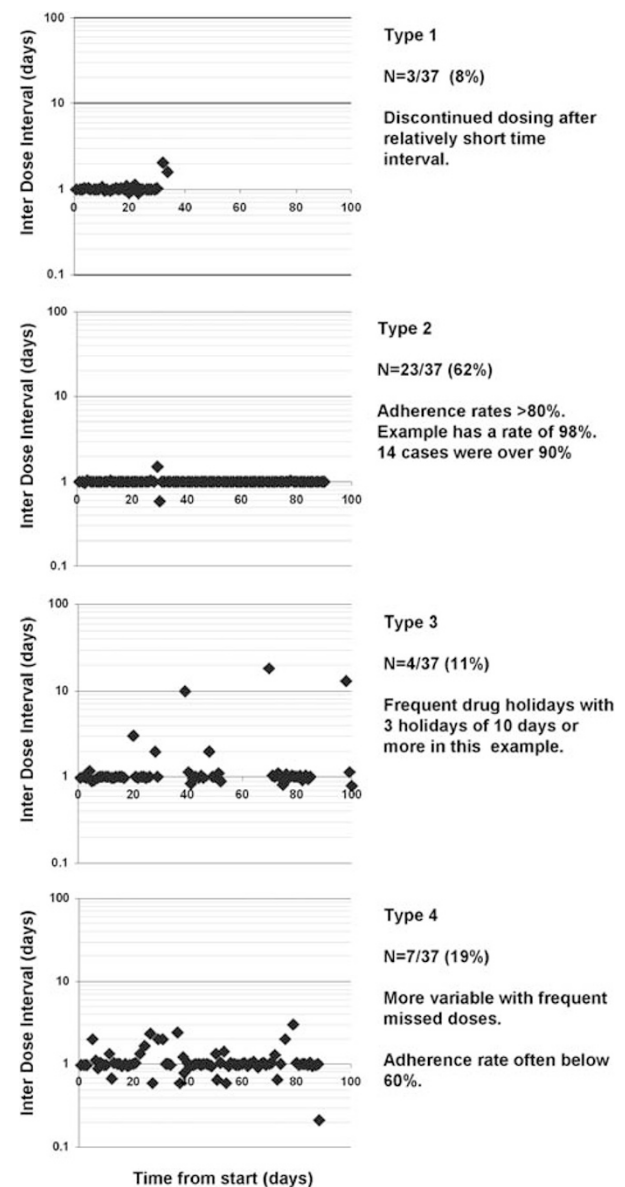 100
Type 1
N=3/37 (8%)
Discontinued dosing after
relatively short time
interval.
Inter Dose Interval (days)
10
1
0.1
0 20 40 60 80 100
100
Type 2
N=23/37 (62%)
Adherence rates >80%.
Example has a rate of 98%.
14 cases were over 90%
Inter Dose Interval (days)
10
1
0.1
0 20 40 60 80 100
100
Type 3
N=4/37 (11%)
Frequent drug holidays with
3 holidays of 10 days or
more in this example.
Inter Dose Interval (days)
10
1
0.1
0 20 40 60 80 100
100
Type 4
N=7/37 (19%)
More variable with frequent
missed doses.
Adherence rate often below
60%.
Inter Dose Interval (days)
10
1
0.1
0 20 40 60 80 100
Time from start (days)